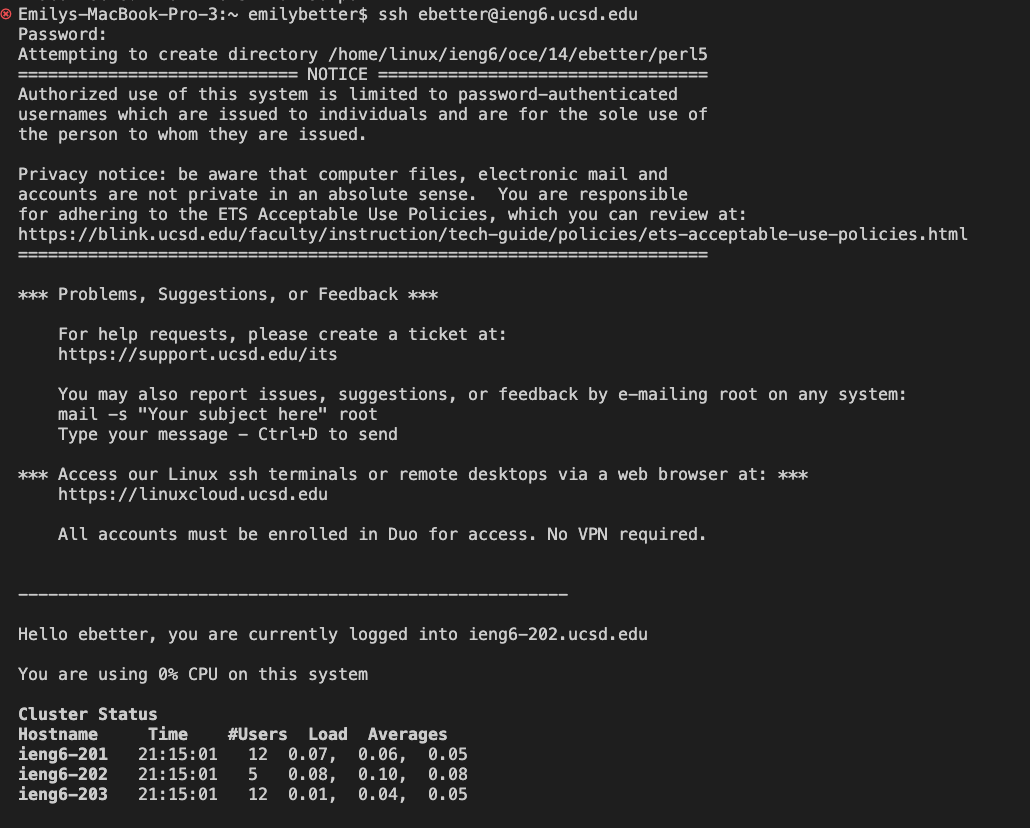 Emilys-MacBook-Pro-3:~ emilybetter$ ssh ebetter@ieng6.ucsd.edu
Password:
Attempting to create directory /home/linux/ieng6/oce/14/ebetter/perl5
============================ NOTICE =================================
Authorized use of this system is limited to password-authenticated
usernames which are issued to individuals and are for the sole use of
the person to whom they are issued.

Privacy notice: be aware that computer files, electronic mail and
accounts are not private in an absolute sense.  You are responsible
for adhering to the ETS Acceptable Use Policies, which you can review at:
https://blink.ucsd.edu/faculty/instruction/tech-guide/policies/ets-acceptable-use-policies.html
=====================================================================

*** Problems, Suggestions, or Feedback ***

    For help requests, please create a ticket at:
    https://support.ucsd.edu/its

    You may also report issues, suggestions, or feedback by e-mailing root on any system:
    mail -s "Your subject here" root
    Type your message - Ctrl+D to send

*** Access our Linux ssh terminals or remote desktops via a web browser at: ***
    https://linuxcloud.ucsd.edu

    All accounts must be enrolled in Duo for access. No VPN required.


-------------------------------------------------------

Hello ebetter, you are currently logged into ieng6-202.ucsd.edu

You are using 0% CPU on this system

Cluster Status
Hostname     Time    #Users  Load  Averages
ieng6-201   21:15:01   12  0.07,  0.06,  0.05
ieng6-202   21:15:01   5   0.08,  0.10,  0.08
ieng6-203   21:15:01   12  0.01,  0.04,  0.05